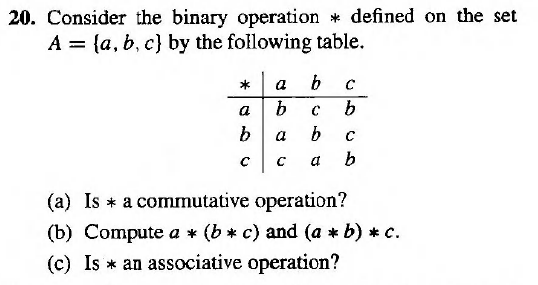 20. Consider the binary operation * defined on the set
A = {a, b, c} by the following table.
* a b c
a b c b
b a b c
c c a b
(a) Is * a commutative operation?
(b) Compute a * (b * c) and (a * b) * c.
(c) Is * an associative operation?